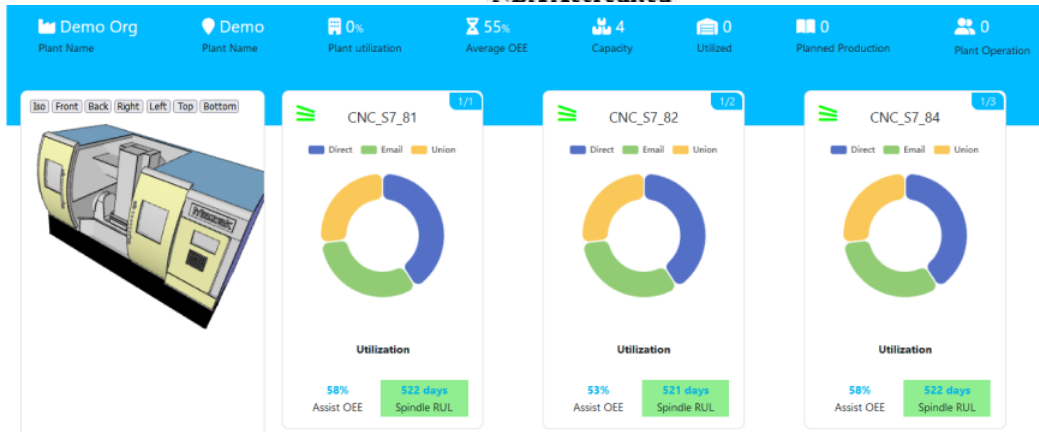 Demo Org
Plant Name
Demo
Plant Name
0%
Plant utilization
55%
Average OEE
4
Capacity
0
Utilized
0
Planned Production
0
Plant Operation
Iso Front Back Right Left Top Bottom
1/1
CNC_S7_81
Direct Email Union
Utilization
58%
Assist OEE
522 days
Spindle RUL
1/2
CNC_S7_82
Direct Email Union
Utilization
53%
Assist OEE
521 days
Spindle RUL
1/3
CNC_S7_84
Direct Email Union
Utilization
58%
Assist OEE
522 days
Spindle RUL